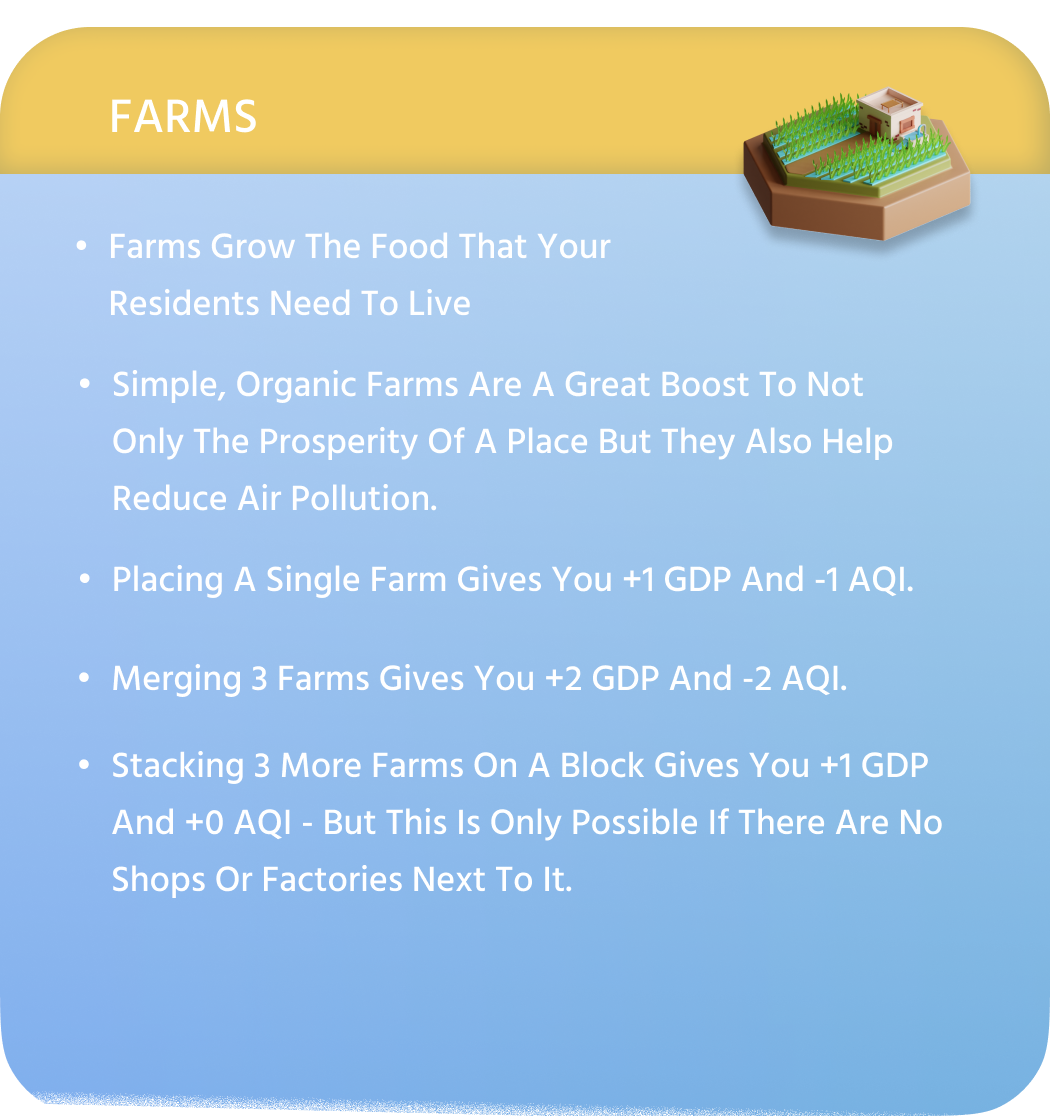 FARMS
• Farms Grow The Food That Your
Residents Need To Live
• Simple, Organic Farms Are A Great Boost To Not
Only The Prosperity Of A Place But They Also Help
Reduce Air Pollution.
• Placing A Single Farm Gives You +1 GDP And -1 AQI.
• Merging 3 Farms Gives You +2 GDP And -2 AQI.
• Stacking 3 More Farms On A Block Gives You +1 GDP
And +0 AQI - But This Is Only Possible If There Are No
Shops Or Factories Next To It.